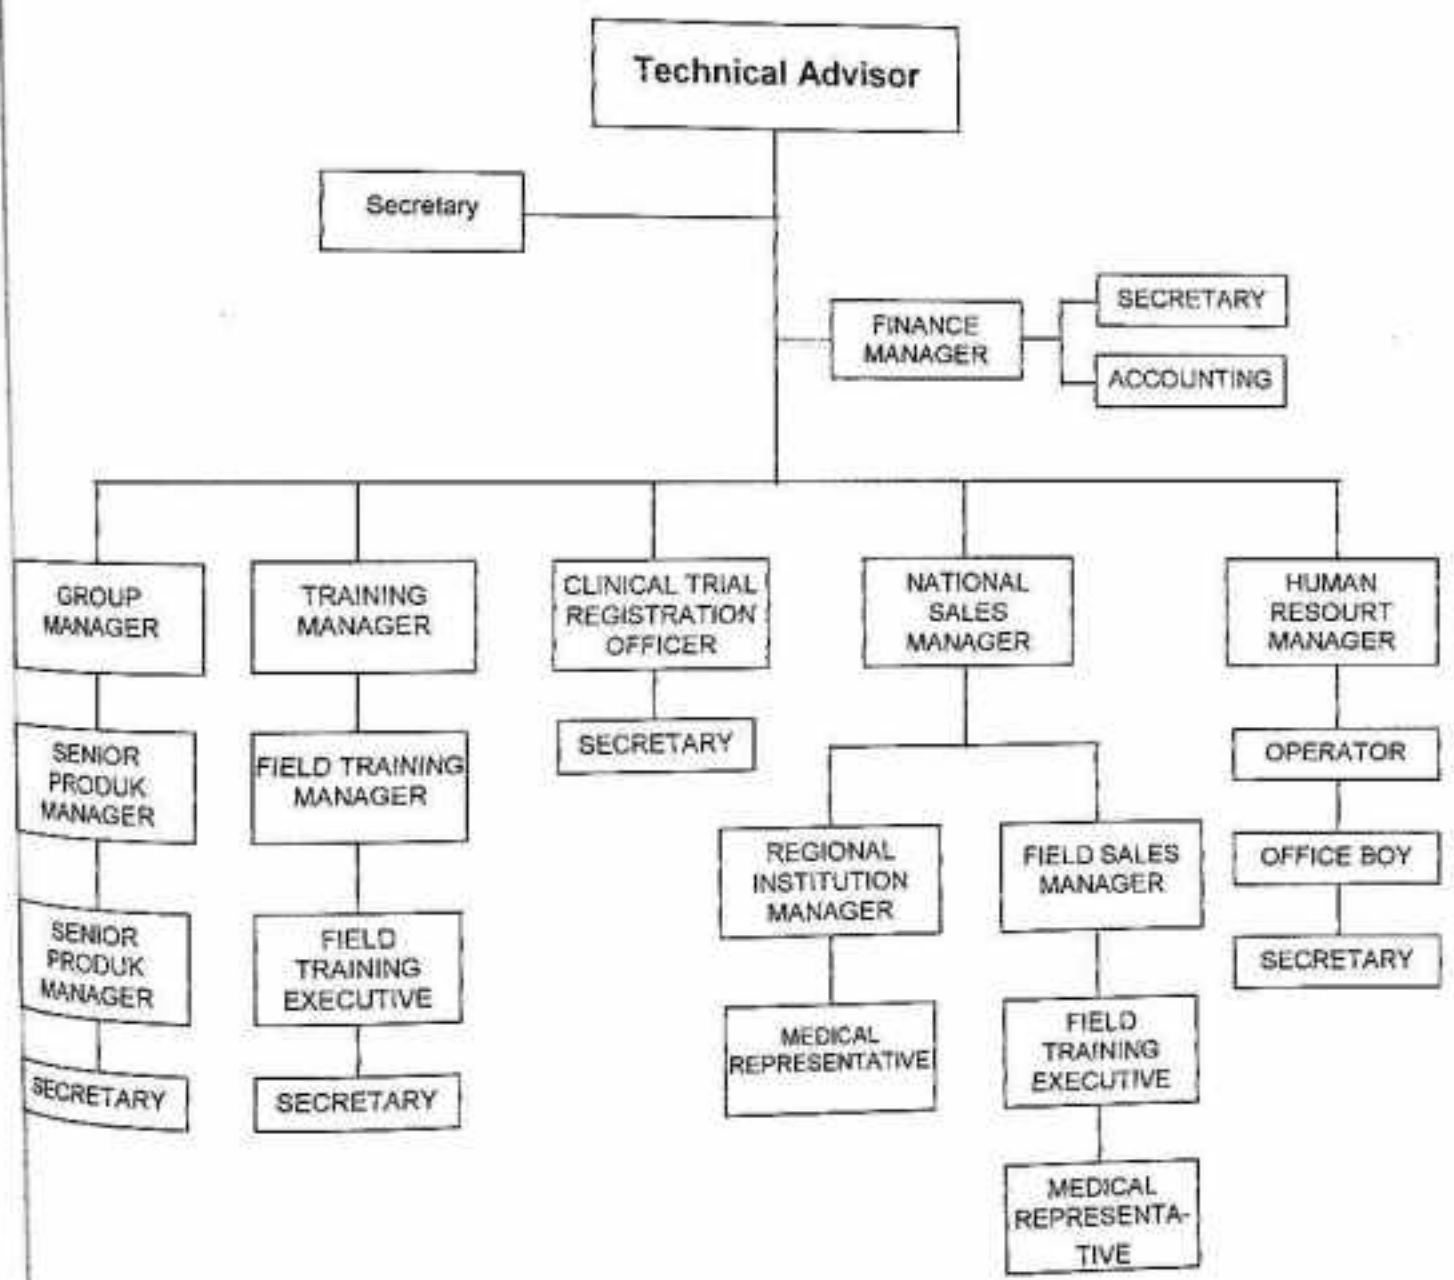 Technical Advisor
Secretary
SECRETARY
FINANCE
MANAGER
ACCOUNTING
GROUP
MANAGER
TRAINING
MANAGER
CLINICAL TRIAL
REGISTRATION
OFFICER
NATIONAL
SALES
MANAGER
HUMAN
RESOURT
MANAGER
SENIOR
PRODUK
MANAGER
FIELD TRAINING
MANAGER
SECRETARY
OPERATOR
REGIONAL
INSTITUTION
MANAGER
FIELD SALES
MANAGER
OFFICE BOY
SENIOR
PRODUK
MANAGER
FIELD
TRAINING
EXECUTIVE
SECRETARY
MEDICAL
REPRESENTATIVE
FIELD
TRAINING
EXECUTIVE
SECRETARY
SECRETARY
MEDICAL
REPRESENTA-
TIVE